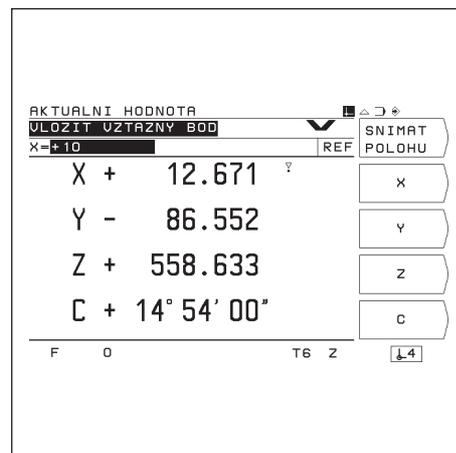 AKTUALNI HODNOTA
VLOZIT VZTAZNY BOD
X=+10
REF
SNIMAT POLOHU
X + 12.671
Y - 86.552
Z + 558.633
C + 14° 54' 00"
X
Y
Z
C
F 0 T6 Z 4